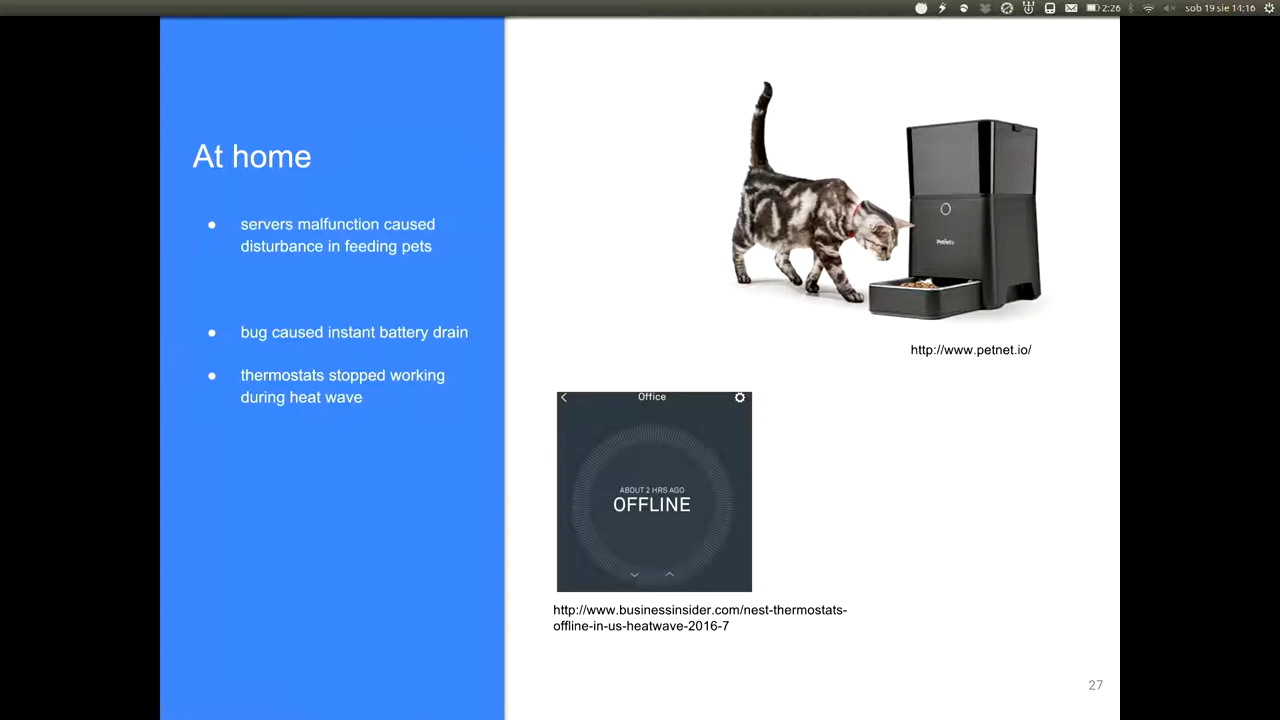 2:26 sob 19 sie 14:16
At home
● servers malfunction caused
disturbance in feeding pets
● bug caused instant battery drain
● thermostats stopped working
during heat wave
http://www.petnet.io/
Office
ABOUT 2 HRS AGO
OFFLINE
http://www.businessinsider.com/nest-thermostats-
offline-in-us-heatwave-2016-7
27